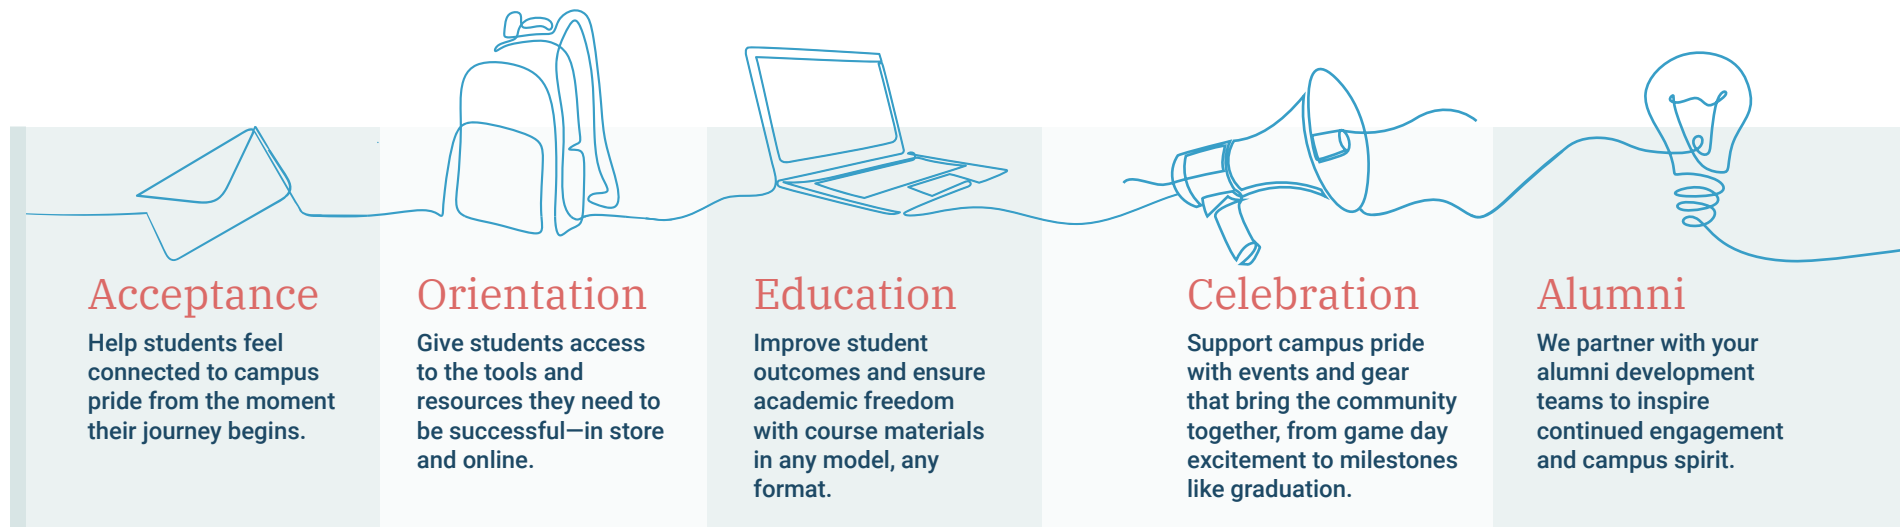 Acceptance
Help students feel
connected to campus
pride from the moment
their journey begins.
Orientation
Give students access
to the tools and
resources they need to
be successful—in store
and online.
Education
Improve student
outcomes and ensure
academic freedom
with course materials
in any model, any
format.
Celebration
Support campus pride
with events and gear
that bring the community
together, from game day
excitement to milestones
like graduation.
Alumni
We partner with your
alumni development
teams to inspire
continued engagement
and campus spirit.